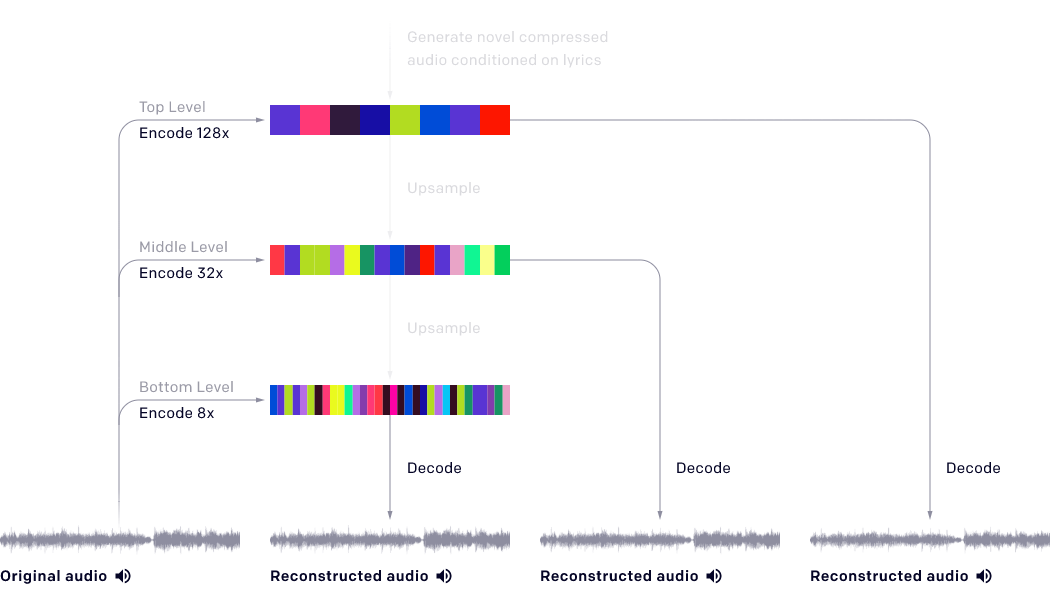 Generate novel compressed
audio conditioned on lyrics
Top Level
Encode 128x
Upsample
Middle Level
Encode 32x
Upsample
Bottom Level
Encode 8x
Decode
Decode
Decode
Original audio
Reconstructed audio
Reconstructed audio
Reconstructed audio